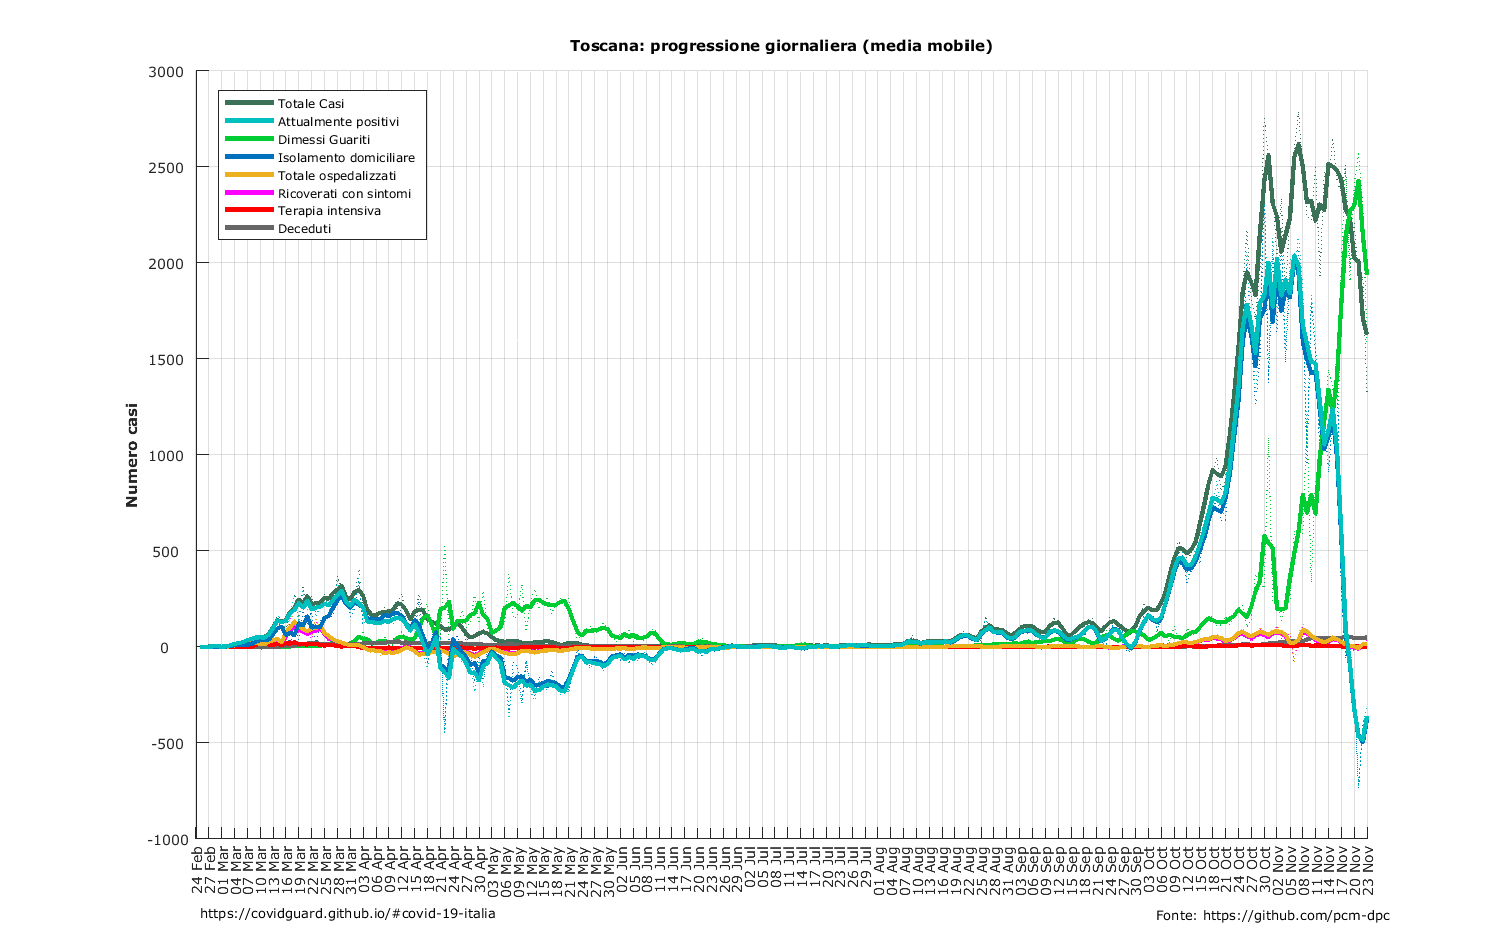 Toscana: progressione giornaliera (media mobile)
3000
2500
2000
1500
1000
500
0
-500
-1000
Numero casi
Totale Casi
Attualmente positivi
Dimessi Guariti
Isolamento domiciliare
Totale ospedalizzati
Ricoverati con sintomi
Terapia intensiva
Deceduti
24 Feb
27 Feb
01 Mar
04 Mar
07 Mar
10 Mar
13 Mar
16 Mar
19 Mar
22 Mar
25 Mar
28 Mar
31 Mar
03 Apr
06 Apr
09 Apr
12 Apr
15 Apr
18 Apr
21 Apr
24 Apr
27 Apr
30 Apr
03 May
06 May
09 May
12 May
15 May
18 May
21 May
24 May
27 May
30 May
02 Jun
05 Jun
08 Jun
11 Jun
14 Jun
17 Jun
20 Jun
23 Jun
26 Jun
29 Jun
02 Jul
05 Jul
08 Jul
11 Jul
14 Jul
17 Jul
20 Jul
23 Jul
26 Jul
29 Jul
01 Aug
04 Aug
07 Aug
10 Aug
13 Aug
16 Aug
19 Aug
22 Aug
25 Aug
28 Aug
31 Aug
03 Sep
06 Sep
09 Sep
12 Sep
15 Sep
18 Sep
21 Sep
24 Sep
27 Sep
30 Sep
03 Oct
06 Oct
09 Oct
12 Oct
15 Oct
18 Oct
21 Oct
24 Oct
27 Oct
30 Oct
02 Nov
05 Nov
08 Nov
11 Nov
14 Nov
17 Nov
20 Nov
23 Nov
https://covidguard.github.io/#covid-19-italia
Fonte: https://github.com/pcm-dpc